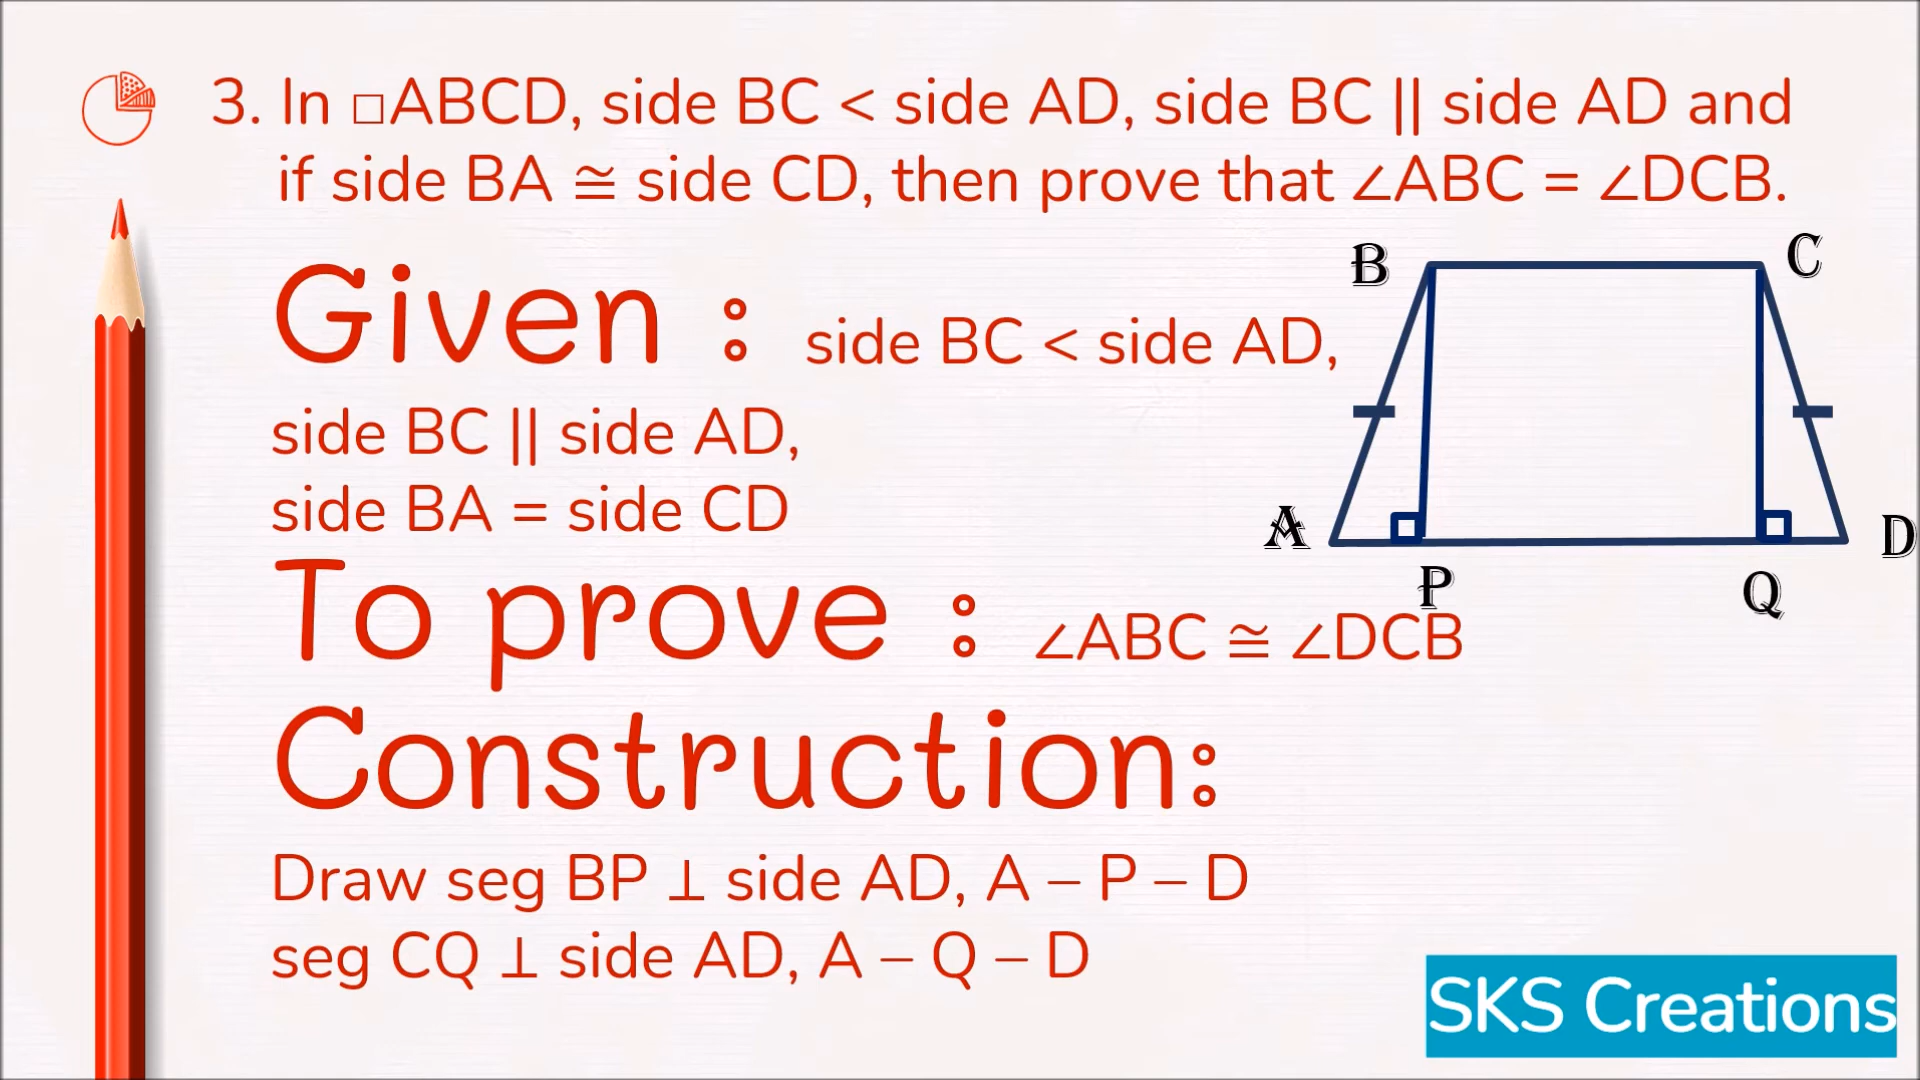 3. In □ABCD, side BC < side AD, side BC || side AD and
if side BA ≅ side CD, then prove that ∠ABC = ∠DCB.
Given : side BC < side AD,
side BC || side AD,
side BA = side CD
To prove : ∠ABC ≅ ∠DCB
Construction:
Draw seg BP ⊥ side AD, A – P – D
seg CQ ⊥ side AD, A – Q – D
B
C
A
D
P
Q
SKS Creations